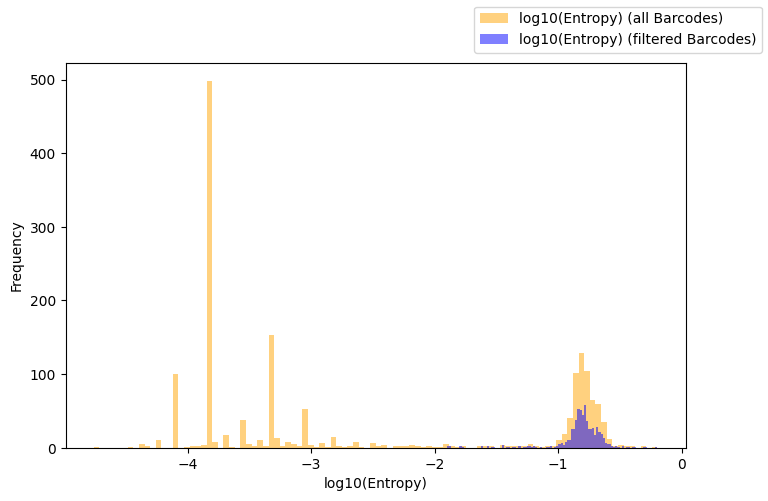 log10(Entropy) (all Barcodes)
log10(Entropy) (filtered Barcodes)
500
400
300
200
100
0
Frequency
−4 −3 −2 −1 0
log10(Entropy)